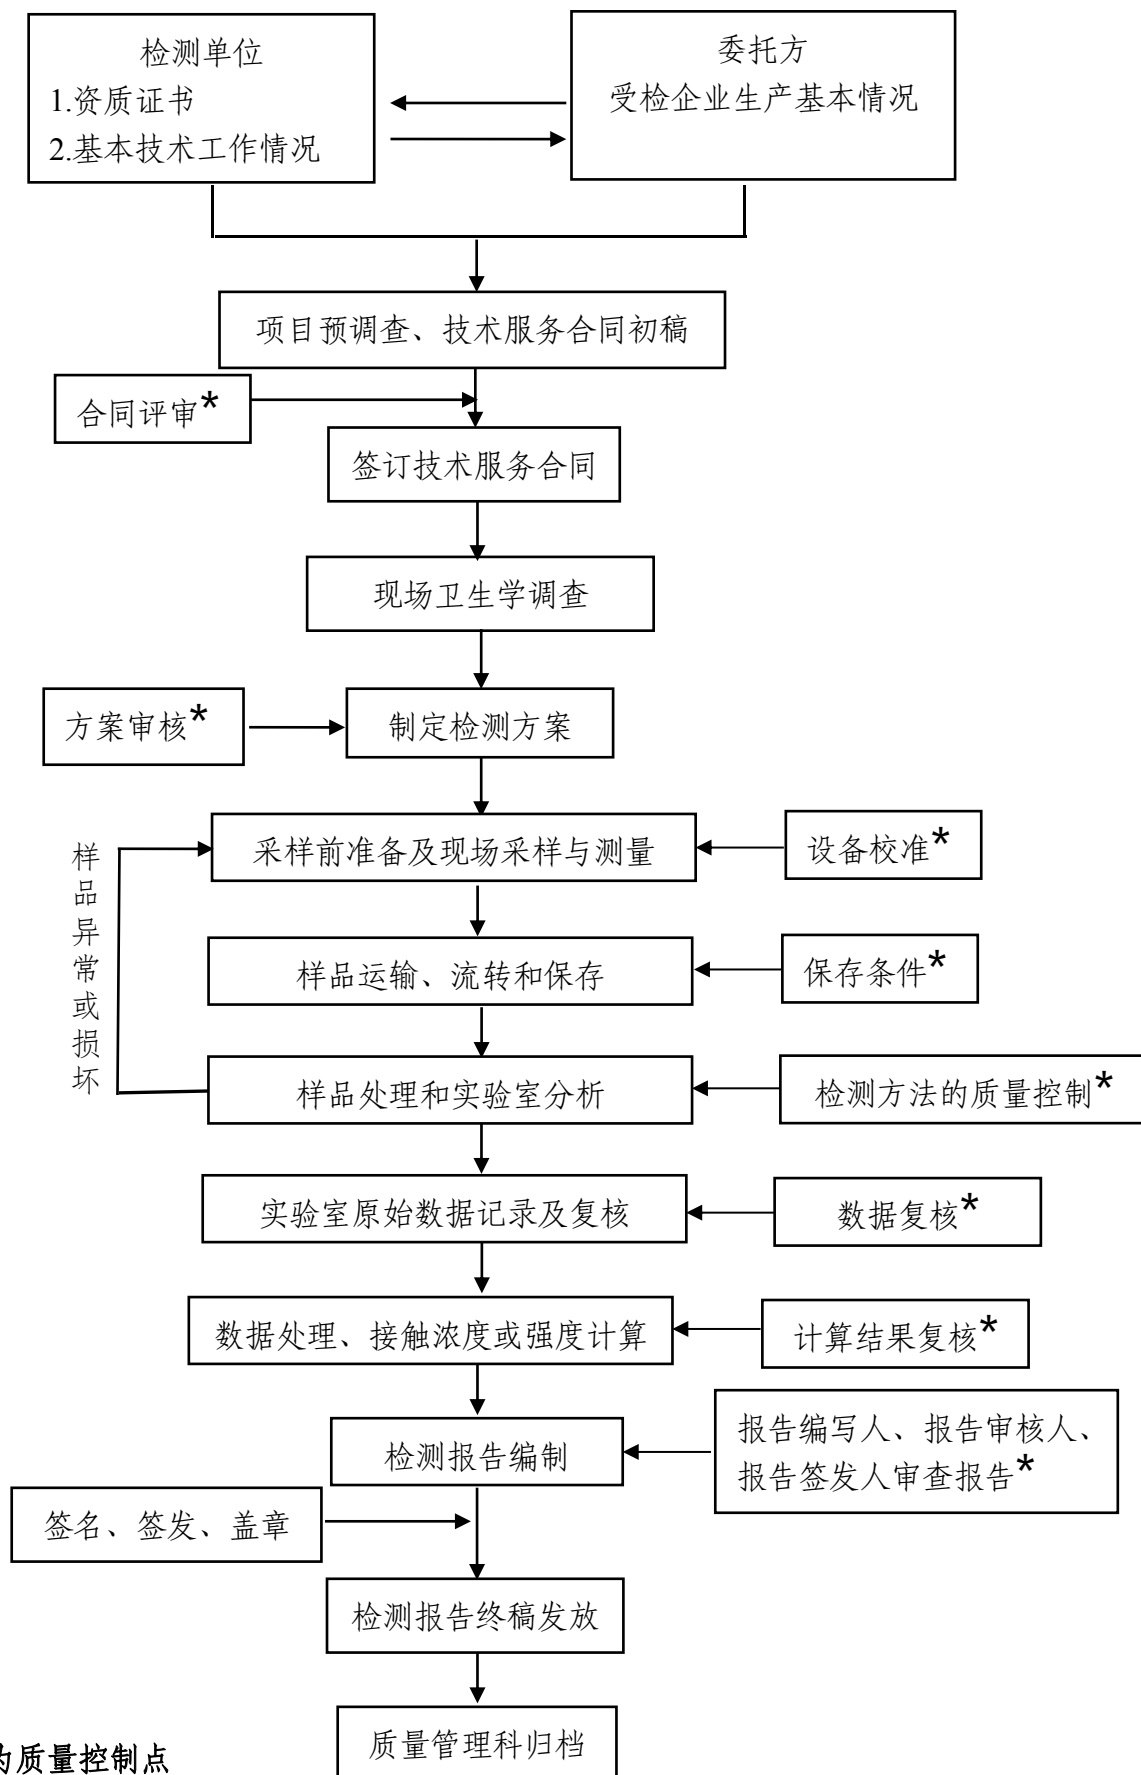 检测单位
1.资质证书
2.基本技术工作情况
委托方
受检企业生产基本情况
项目预调查、技术服务合同初稿
合同评审*
签订技术服务合同
现场卫生学调查
方案审核*
制定检测方案
样品异常或损坏
采样前准备及现场采样与测量
设备校准*
样品运输、流转和保存
保存条件*
样品处理和实验室分析
检测方法的质量控制*
实验室原始数据记录及复核
数据复核*
数据处理、接触浓度或强度计算
计算结果复核*
检测报告编制
报告编写人、报告审核人、
报告签发人审查报告*
签名、签发、盖章
检测报告终稿发放
质量管理科归档
为质量控制点